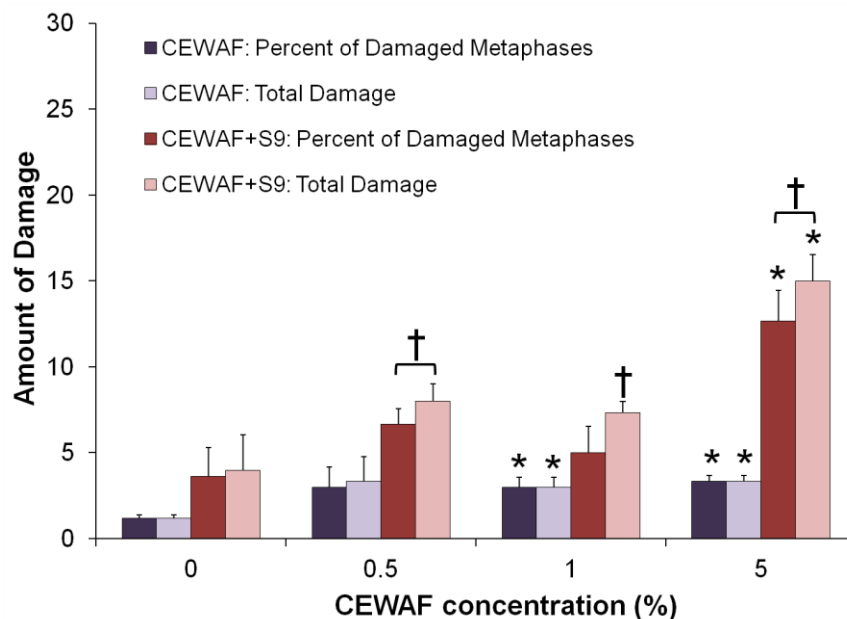 30
CEWAF: Percent of Damaged Metaphases
CEWAF: Total Damage
25
CEWAF+S9: Percent of Damaged Metaphases
CEWAF+S9: Total Damage
20
Amount of Damage
†
*
*
15
†
10
†
* *
* *
5
0
0 0.5 1 5
CEWAF concentration (%)